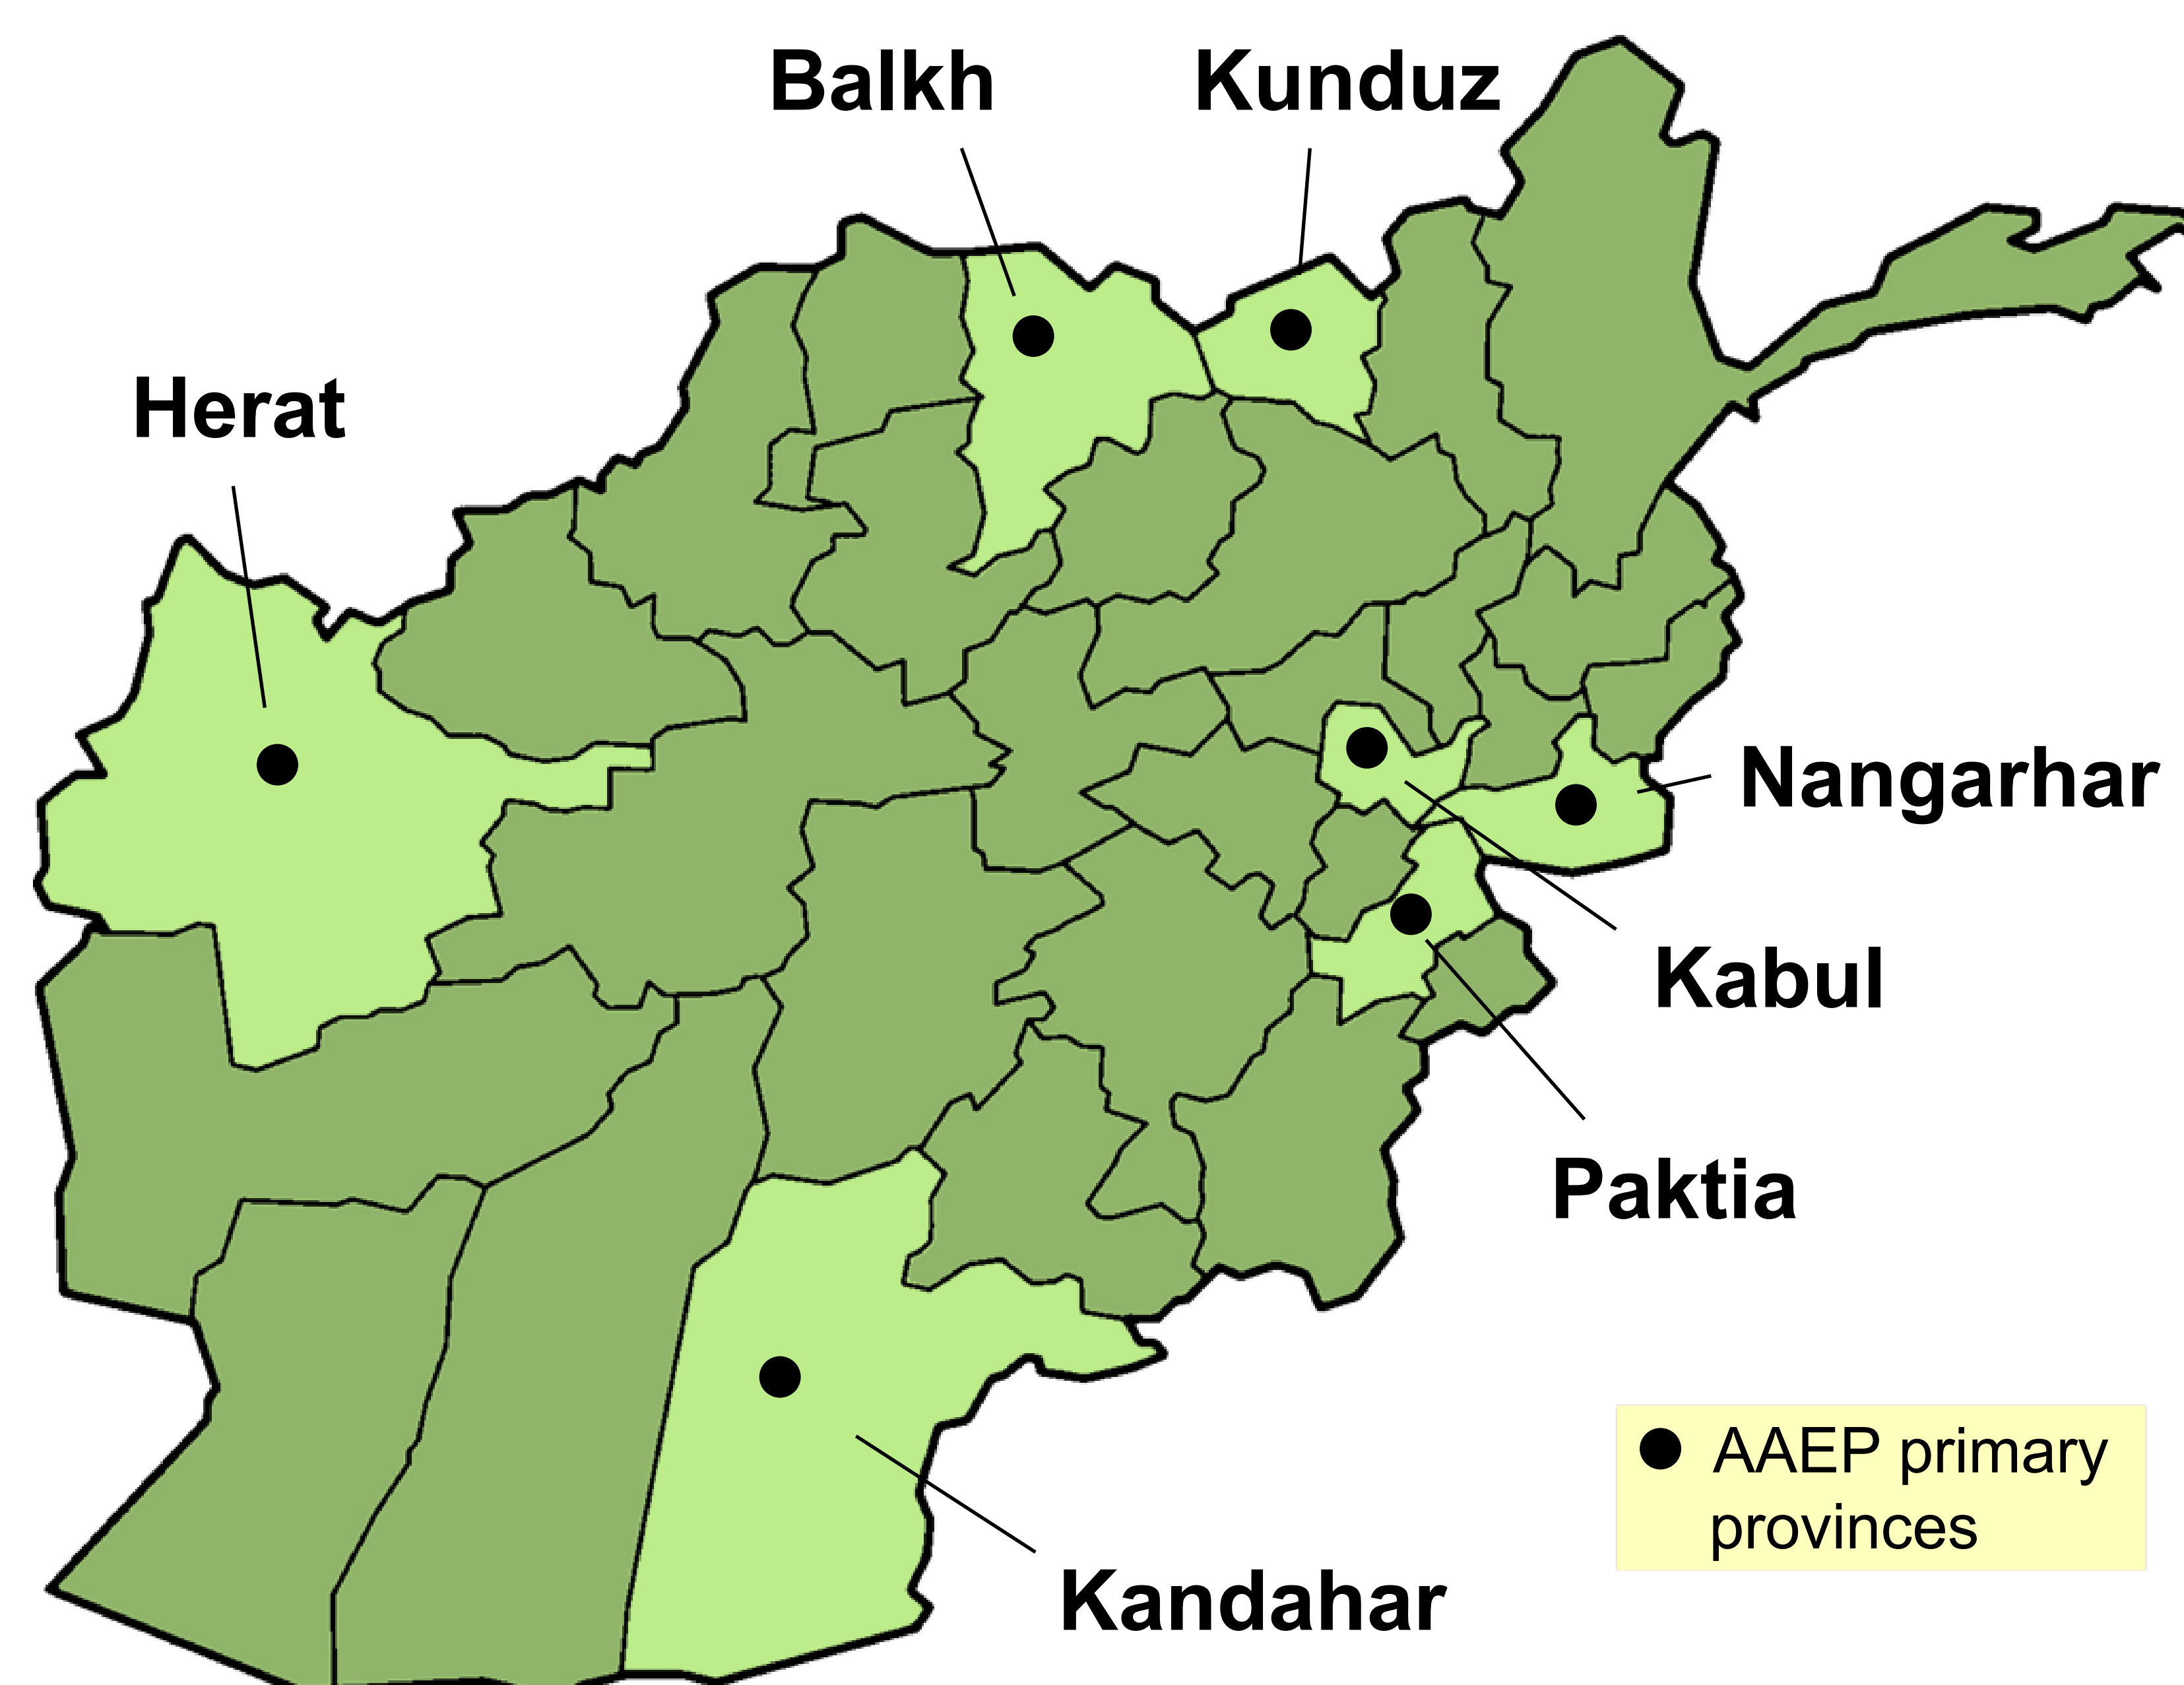 Balkh
Kunduz
Herat
Nangarhar
Kabul
Paktia
Kandahar
AAEP primary
provinces